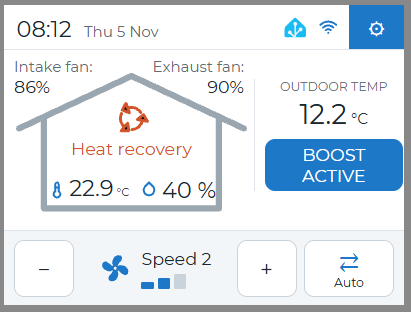 08:12 Thu 5 Nov
Intake fan: Exhaust fan:
86% 90%
OUTDOOR TEMP
12.2 °C
Heat recovery
BOOST
ACTIVE
22.9 °C 40 %
− Speed 2 +
Auto